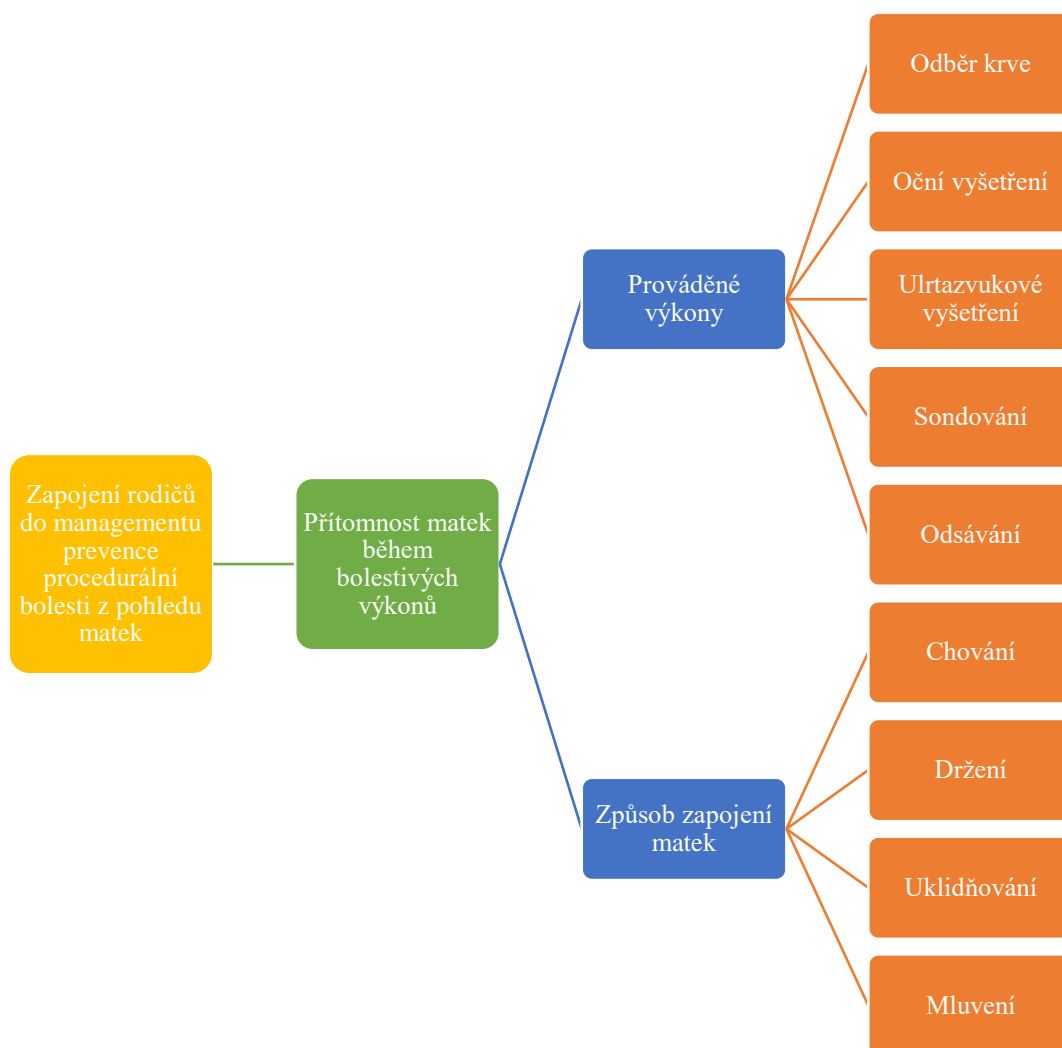 Zapojení rodičů
do managementu
prevence
procedurální
bolesti z pohledu
matek
Přítomnost matek
během
bolestivých
výkonů
Prováděné
výkony
Odběr krve
Oční vyšetření
Ulrtazvukové
vyšetření
Sondování
Odsávání
Způsob zapojení
matek
Chování
Držení
Uklidňování
Mluvení